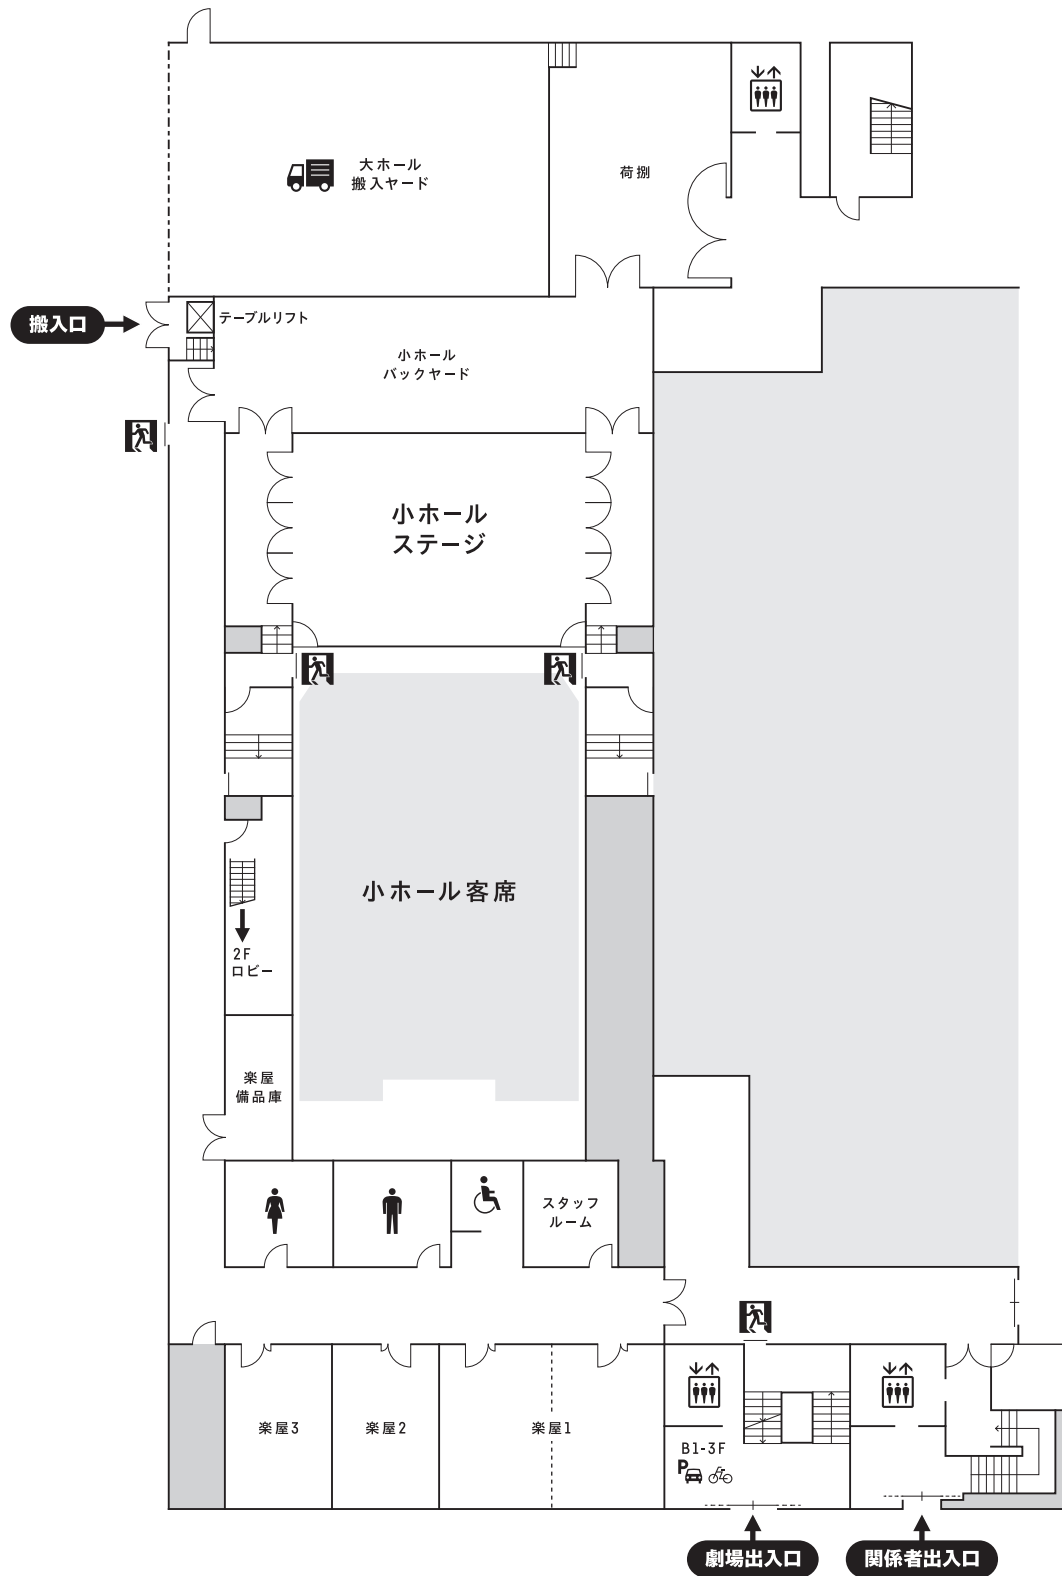 大ホール
搬入ヤード
荷捌
搬入口
テーブルリフト
小ホール
バックヤード
小ホール
ステージ
小ホール客席
2F
ロビー
楽屋
備品庫
スタッフ
ルーム
楽屋3
楽屋2
楽屋1
B1-3F
P
劇場出入口
関係者出入口